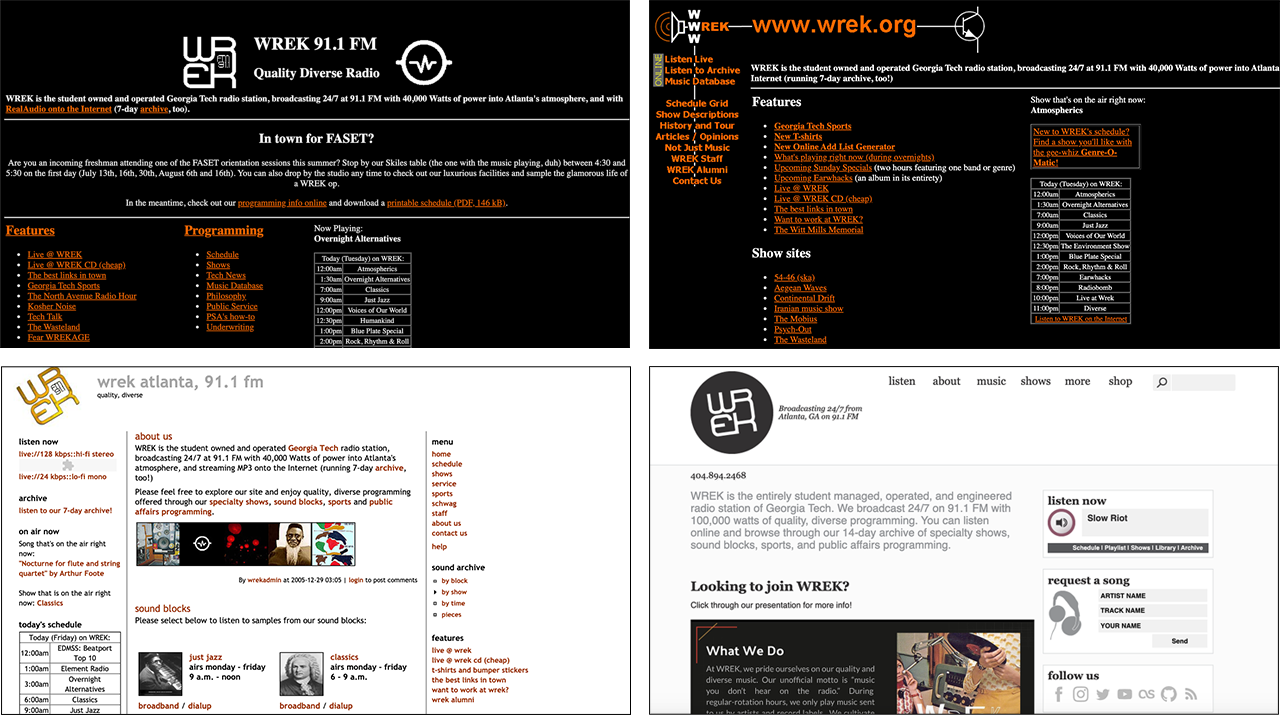 WREK
WREK 91.1 FM
Quality Diverse Radio
WREK is the student owned and operated Georgia Tech radio station, broadcasting 24/7 at 91.1 FM with 40,000 Watts of power into Atlanta's atmosphere, and with
RealAudio onto the Internet (7-day archive, too).
In town for FASET?
Are you an incoming freshman attending one of the FASET orientation sessions this summer? Stop by our Skiles table (the one with the music playing, duh) between 4:30 and
5:30 on the first day (July 13th, 16th, 30th, August 6th and 16th). You can also drop by the studio any time to check out our luxurious facilities and sample the glamorous life of
a WREK op.
In the meantime, check out our programming info online and download a printable schedule (PDF, 146 kB).
Features
Live @ WREK
Live @ WREK CD (cheap)
The best links in town
Georgia Tech Sports
The North Avenue Radio Hour
Kosher Noise
Tech Talk
The Wasteland
Fear WREKAGE
Programming
Schedule
Shows
Tech News
Music Database
Philosophy
Public Service
PSA's how-to
Underwriting
Now Playing:
Overnight Alternatives
Today (Tuesday) on WREK:
12:00am Atmospherics
1:30am Overnight Alternatives
7:00am Classics
9:00am Just Jazz
12:00pm Voices of Our World
12:30pm Humankind
1:00pm Blue Plate Special
2:00pm Rock, Rhythm & Roll
WWW
WREK
www.wrek.org
ONLINE
Listen Live
Listen to Archive
Music Database
Schedule Grid
Show Descriptions
History and Tour
Articles / Opinions
Not Just Music
WREK Staff
WREK Alumni
Contact Us
WREK is the student owned and operated Georgia Tech radio station, broadcasting 24/7 at 91.1 FM with 40,000 Watts of power into Atlanta's atmosphere, and with
Internet (running 7-day archive, too!)
Features
Georgia Tech Sports
New T-shirts
New Online Add List Generator
What's playing right now (during overnights)
Upcoming Sunday Specials (two hours featuring one band or genre)
Upcoming Earwhacks (an album in its entirety)
Live @ WREK
Live @ WREK CD (cheap)
The best links in town
Want to work at WREK?
The Witt Mills Memorial
Show sites
54-46 (ska)
Aegean Waves
Continental Drift
Iranian music show
The Mobius
Psych-Out
The Wasteland
Show that's on the air right now:
Atmospherics
New to WREK's schedule?
Find a show you'll like with
the gee-whiz Genre-O-
Matic!
Today (Tuesday) on WREK:
12:00am Atmospherics
1:30am Overnight Alternatives
7:00am Classics
9:00am Just Jazz
12:00pm Voices of Our World
12:30pm The Environment Show
1:00pm Blue Plate Special
2:00pm Rock, Rhythm & Roll
7:00pm Earwhacks
8:00pm Radiobomb
10:00pm Live at Wrek
11:00pm Diverse
Listen to WREK on the Internet
WREK
wrek atlanta, 91.1 fm
quality, diverse
listen now
live://128 kbps::hi-fi stereo
live://24 kbps::lo-fi mono
archive
listen to our 7-day archive!
on air now
Song that's on the air right
now:
"Nocturne for flute and string
quartet" by Arthur Foote
Show that is on the air right
now: Classics
today's schedule
Today (Friday) on WREK:
12:00am EDMSS: Beatport
Top 10
1:00am Element Radio
3:00am Overnight
Alternatives
6:00am Classics
9:00am Just Jazz
about us
WREK is the student owned and operated Georgia Tech radio station,
broadcasting 24/7 at 91.1 FM with 40,000 Watts of power into Atlanta's
atmosphere, and streaming MP3 onto the Internet (running 7-day archive,
too!)
Please feel free to explore our site and enjoy quality, diverse programming
offered through our specialty shows, sound blocks, sports and public
affairs programming.
By wrekadmin at 2005-12-29 03:05 | login to post comments
sound blocks
Please select below to listen to samples from our sound blocks:
just jazz
airs monday - friday
9 a.m. - noon
broadband / dialup
classics
airs monday - friday
6 - 9 a.m.
broadband / dialup
menu
home
schedule
shows
service
sports
schwag
staff
about us
contact us
help
sound archive
by block
by show
by time
pieces
features
live @ wrek
live @ wrek cd (cheap)
t-shirts and bumper stickers
the best links in town
want to work at wrek?
wrek alumni
WREK
Broadcasting 24/7 from
Atlanta, GA on 91.1 FM
listen about music shows more shop
404.894.2468
WREK is the entirely student managed, operated, and engineered
radio station of Georgia Tech. We broadcast 24/7 on 91.1 FM with
100,000 watts of quality, diverse programming. You can listen
online and browse through our 14-day archive of specialty shows,
sound blocks, sports, and public affairs programming.
Looking to join WREK?
Click through our presentation for more info!
What We Do
At WREK, we pride ourselves on our quality and
diverse music. Our unofficial motto is "music
you don't hear on the radio." During
regular-rotation hours, we only play music sent
to us by artists and record labels. We cultivate
listen now
Slow Riot
Schedule | Playlist | Shows | Library | Archive
request a song
ARTIST NAME
TRACK NAME
YOUR NAME
Send
follow us